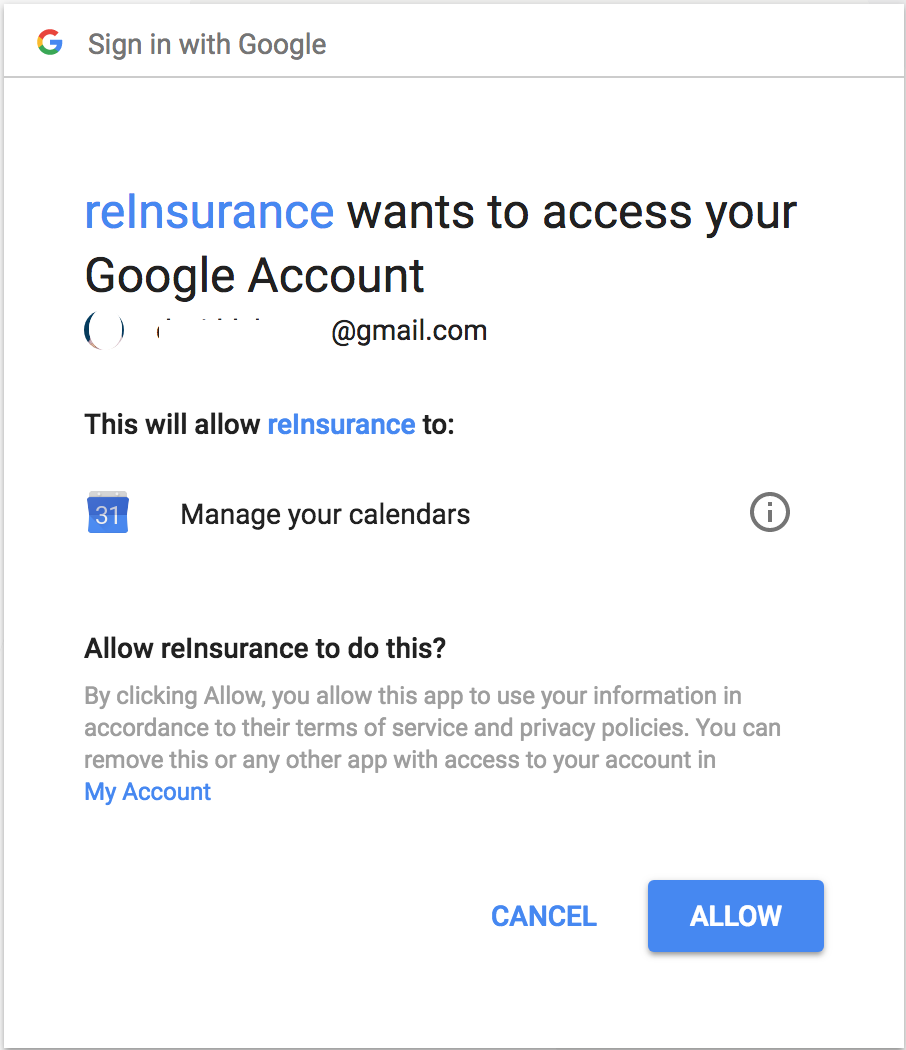 Sign in with Google
reInsurance wants to access your
Google Account
@gmail.com
This will allow reInsurance to:
31
Manage your calendars
Allow reInsurance to do this?
By clicking Allow, you allow this app to use your information in
accordance to their terms of service and privacy policies. You can
remove this or any other app with access to your account in
My Account
CANCEL
ALLOW